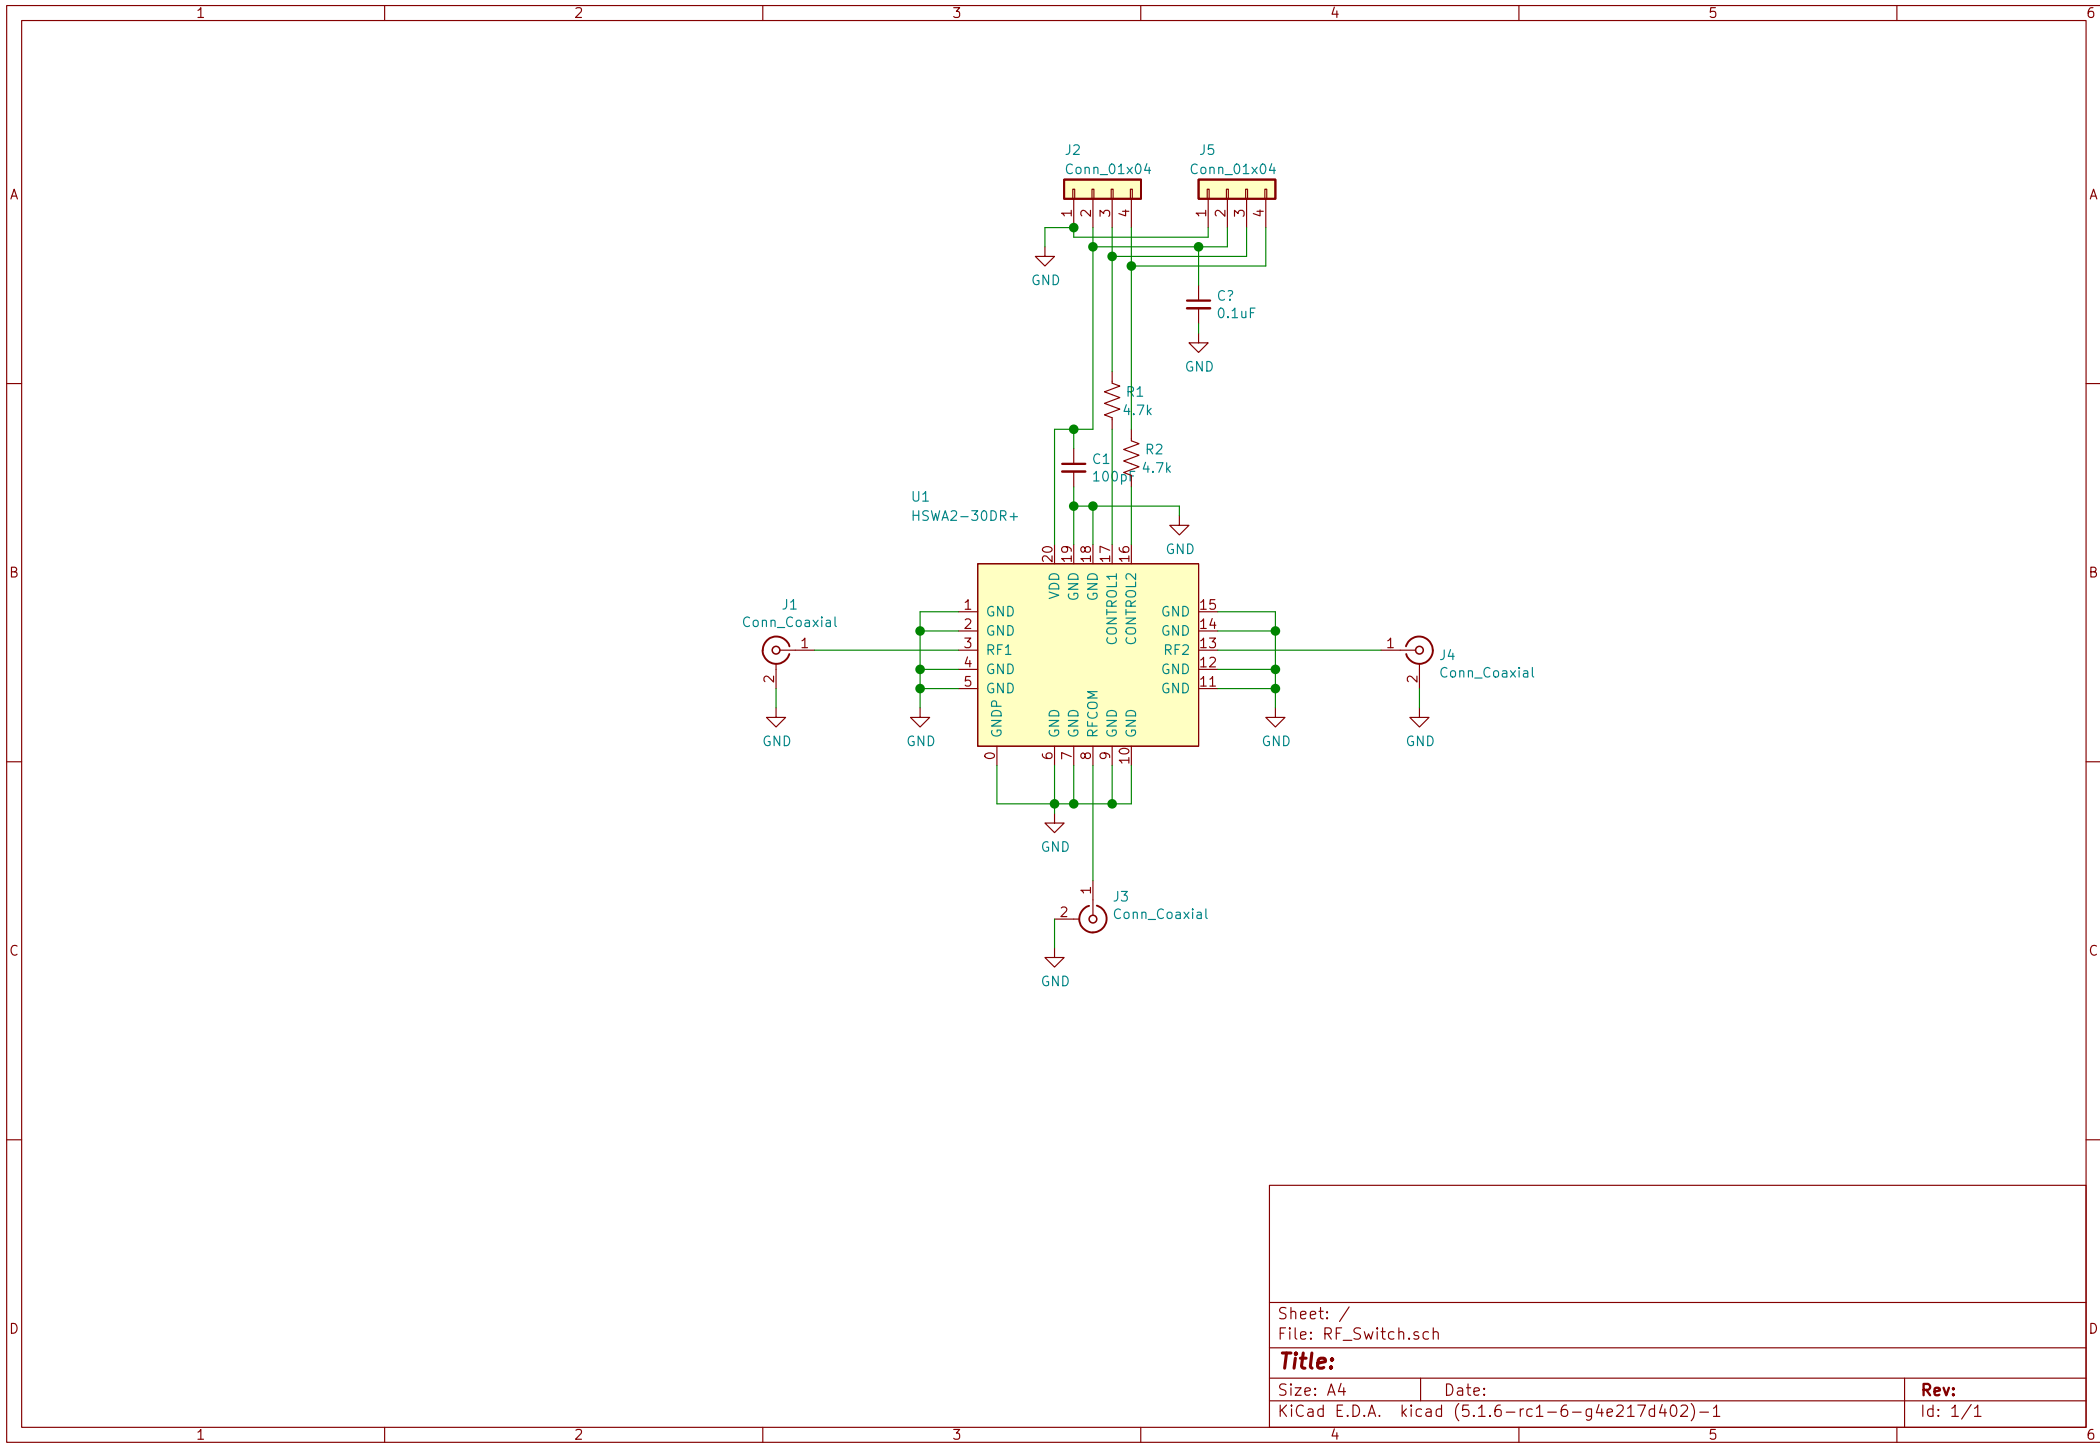 1 2 3 4 5 6
A A
J2 J5
Conn_01x04 Conn_01x04
1 2 3 4 1 2 3 4
GND
C?
0.1uF
GND
R1
4.7k
R2
4.7k
C1
100pF
U1
HSWA2-30DR+
GND
20 19 18 17 16
VDD GND GND CONTROL1 CONTROL2
B B
J1
Conn_Coaxial
1
2
GND
1 GND
2 GND
3 RF1
4 GND
5 GND
GND
GND 15
GND 14
RF2 13
GND 12
GND 11
GND
1
2
J4
Conn_Coaxial
GND
GNDP GND GND RFCOM GND GND
0 6 7 8 9 10
GND
1
2
J3
Conn_Coaxial
GND
C C
D D
Sheet: /
File: RF_Switch.sch
Title:
Size: A4 Date: Rev:
KiCad E.D.A. kicad (5.1.6-rc1-6-g4e217d402)-1 Id: 1/1
1 2 3 4 5 6